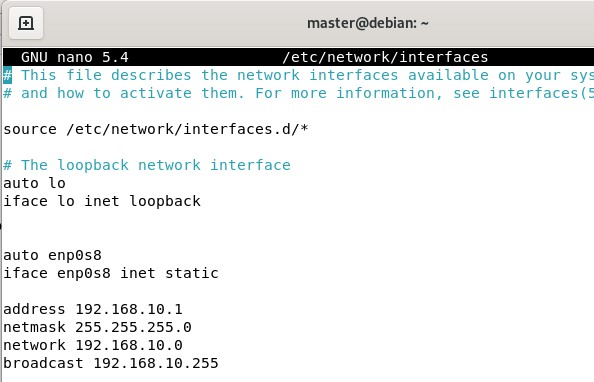 master@debian: ~
GNU nano 5.4 /etc/network/interfaces
# This file describes the network interfaces available on your sys
# and how to activate them. For more information, see interfaces(5
source /etc/network/interfaces.d/*
# The loopback network interface
auto lo
iface lo inet loopback
auto enp0s8
iface enp0s8 inet static
address 192.168.10.1
netmask 255.255.255.0
network 192.168.10.0
broadcast 192.168.10.255